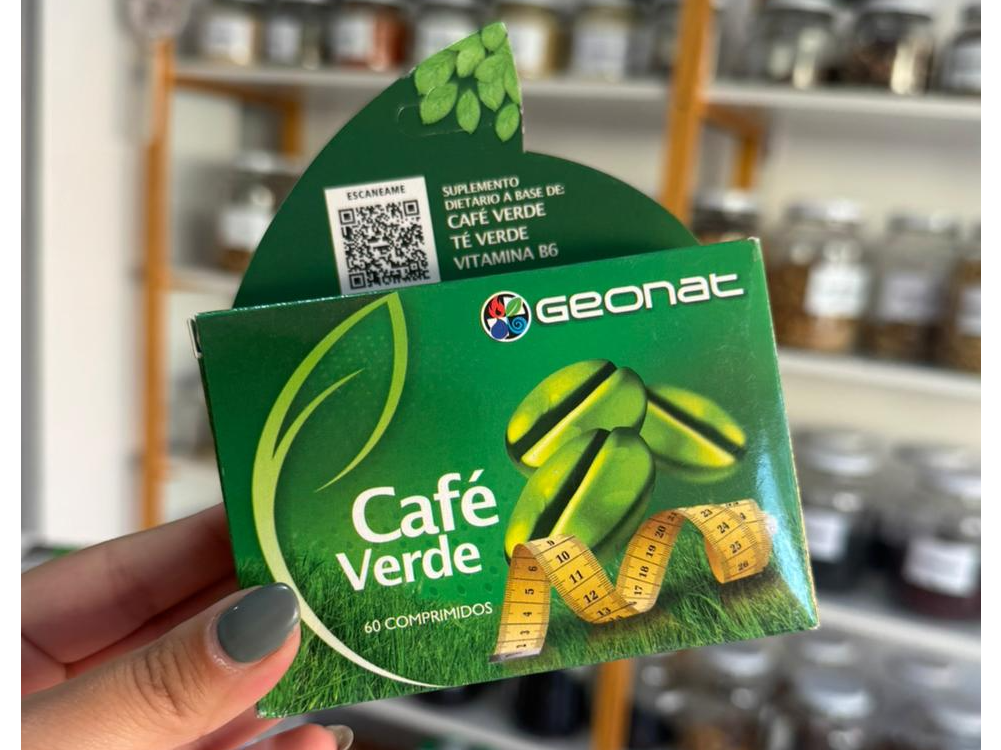 ESCANEAME
SUPLEMENTO
DIETARIO A BASE DE:
CAFÉ VERDE
TÉ VERDE
VITAMINA B6
GEONAT
Café
Verde
60 COMPRIMIDOS